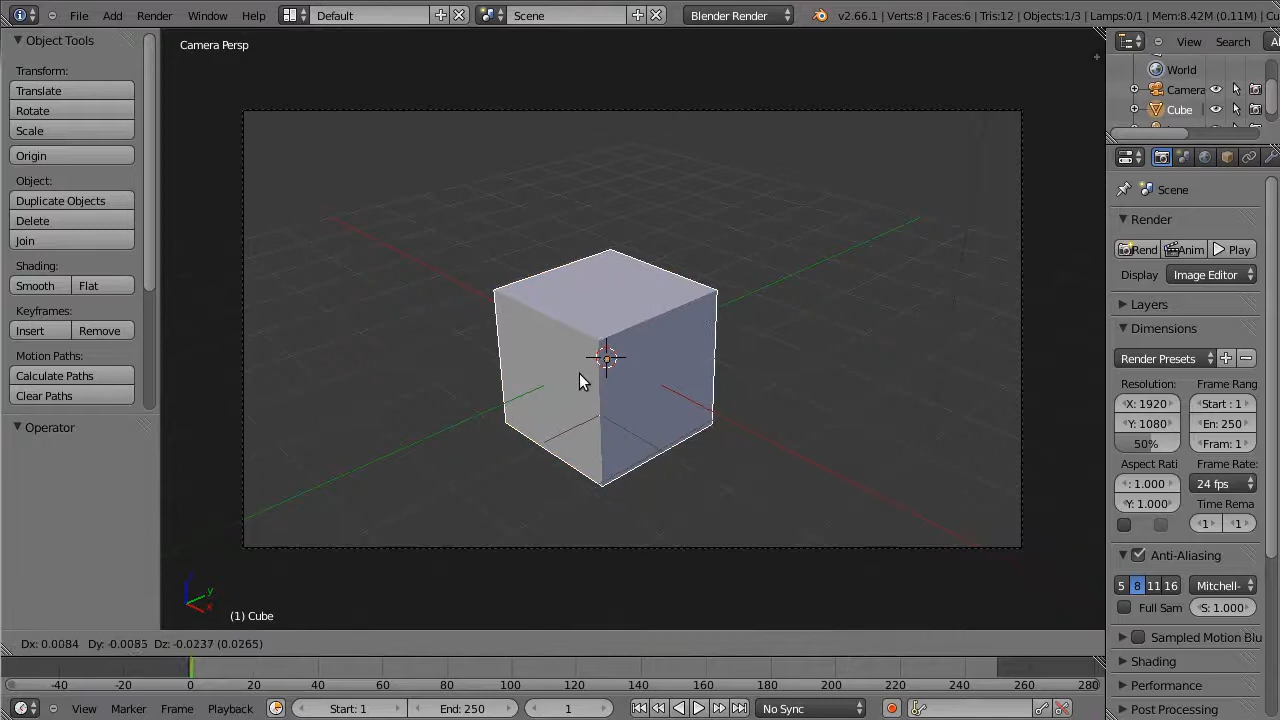 File Add Render Window Help Default Scene Blender Render v2.66.1 | Verts:8 | Faces:6 | Tris:12 | Objects:1/3 | Lamps:0/1 | Mem:8.42M (0.11M) | Cu
Object Tools
Transform:
Translate
Rotate
Scale
Origin
Object:
Duplicate Objects
Delete
Join
Shading:
Smooth Flat
Keyframes:
Insert Remove
Motion Paths:
Calculate Paths
Clear Paths
Operator
Camera Persp
y
x
(1) Cube
Dx: 0.0084 Dy: -0.0085 Dz: -0.0237 (0.0265)
View Search Al
World
Camera
Cube
Scene
Render
Rend Anim Play
Display Image Editor
Layers
Dimensions
Render Presets
Resolution: Frame Rang
X: 1920 Start : 1
Y: 1080 En: 250
50% Fram: 1
Aspect Rati Frame Rate:
: 1.000 24 fps
Y: 1.000 Time Rema
1 1
Anti-Aliasing
5 8 11 16 Mitchell-
Full Sam S: 1.000
Sampled Motion Blu
Shading
Performance
Post Processing
-40 -20 0 20 40 60 80 100 120 140 160 180 200 220 240 260 280
View Marker Frame Playback Start: 1 End: 250 1 No Sync